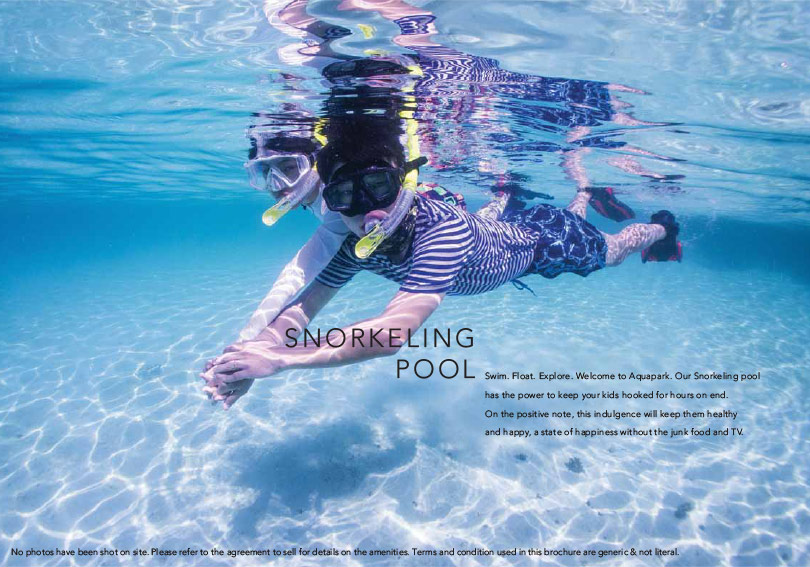 SNORKELING
POOL
Swim. Float. Explore. Welcome to Aquapark. Our Snorkeling pool
has the power to keep your kids hooked for hours on end.
On the positive note, this indulgence will keep them healthy
and happy, a state of happiness without the junk food and TV.
No photos have been shot on site. Please refer to the agreement to sell for details on the amenities. Terms and condition used in this brochure are generic & not literal.